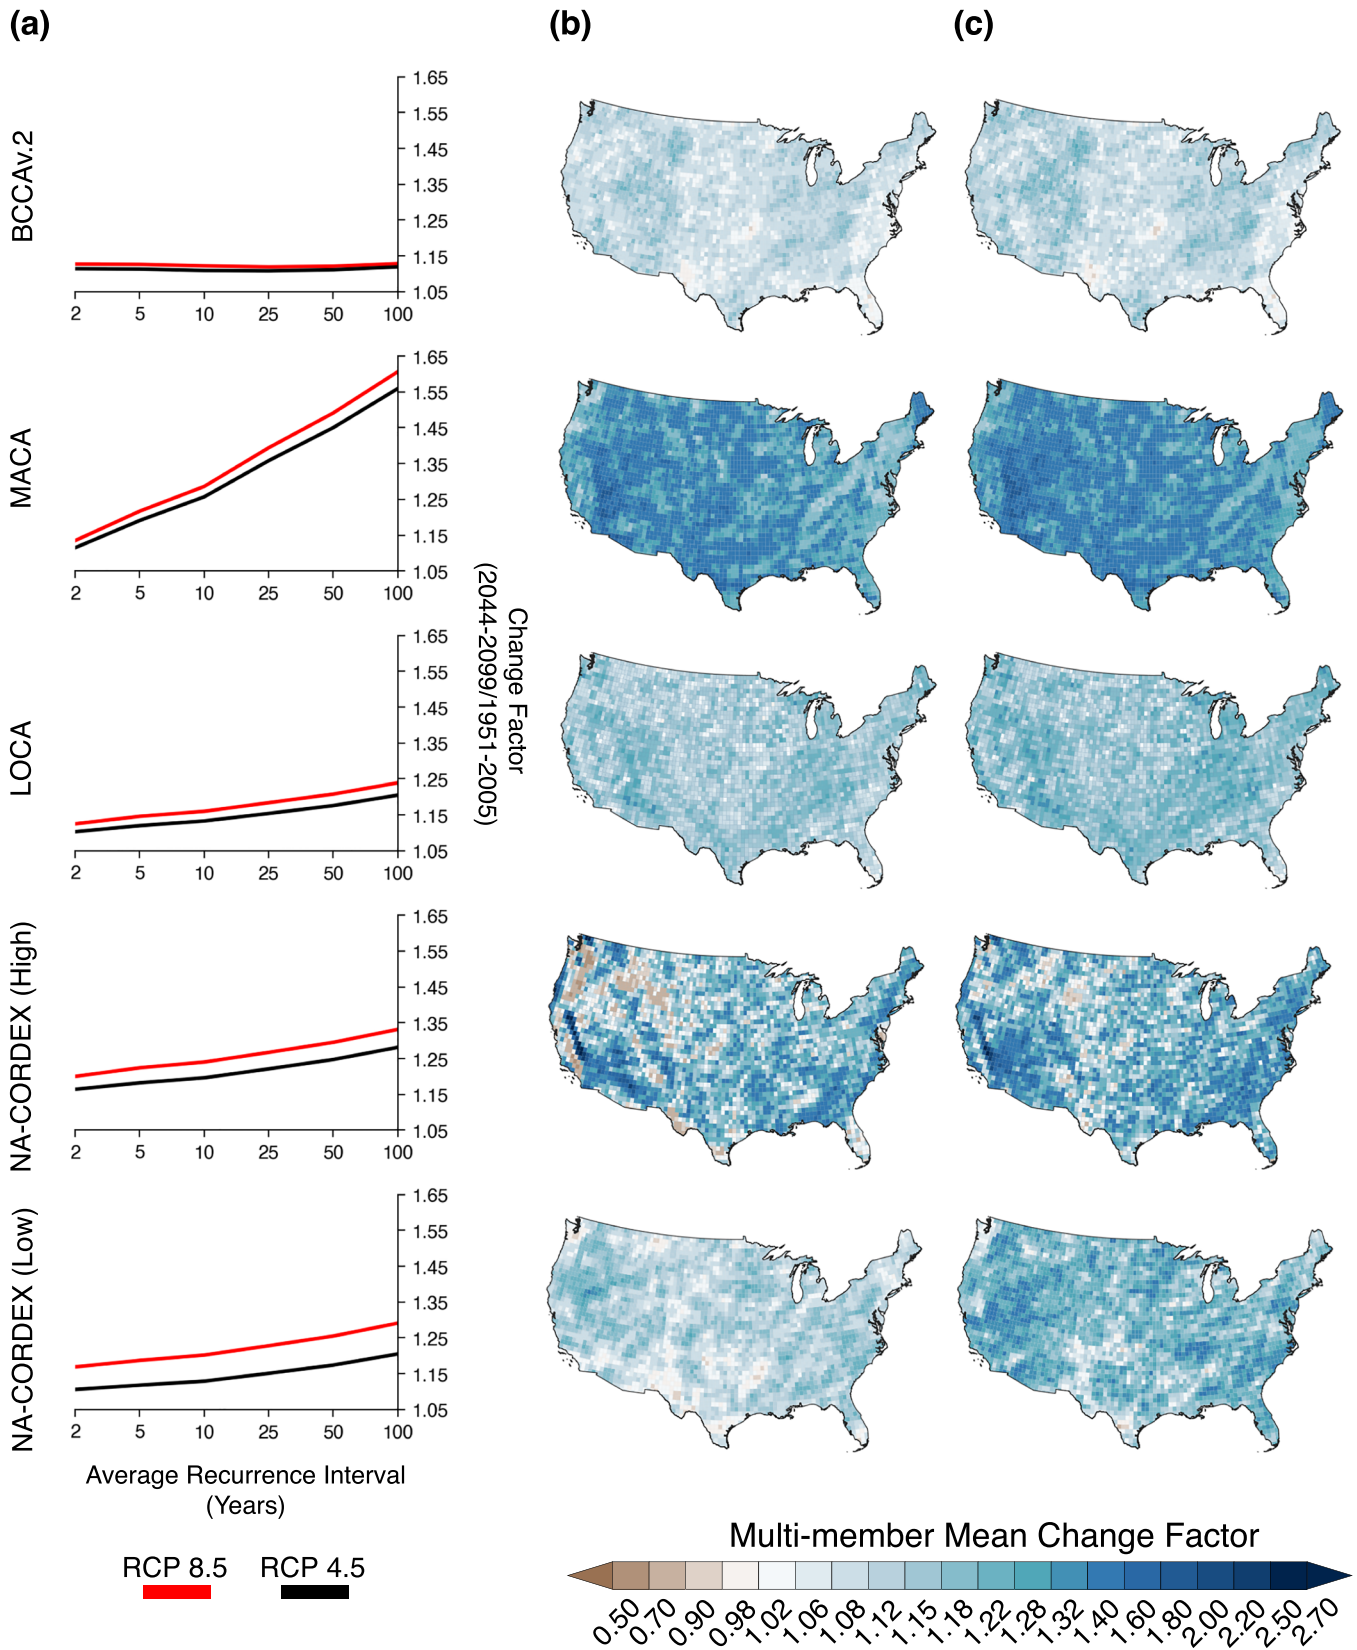 (a)
(b)
(c)
BCCAv.2
1.65
1.55
1.45
1.35
1.25
1.15
1.05
2 5 10 25 50 100
MACA
1.65
1.55
1.45
1.35
1.25
1.15
1.05
2 5 10 25 50 100
LOCA
1.65
1.55
1.45
1.35
1.25
1.15
1.05
2 5 10 25 50 100
NA-CORDEX (High)
1.65
1.55
1.45
1.35
1.25
1.15
1.05
2 5 10 25 50 100
NA-CORDEX (Low)
1.65
1.55
1.45
1.35
1.25
1.15
1.05
2 5 10 25 50 100
Change Factor
(2044-2099/1951-2005)
Average Recurrence Interval
(Years)
RCP 8.5 RCP 4.5
Multi-member Mean Change Factor
0.50 0.70 0.90 0.98 1.02 1.06 1.08 1.12 1.15 1.18 1.22 1.28 1.32 1.40 1.60 1.80 2.00 2.20 2.50 2.70